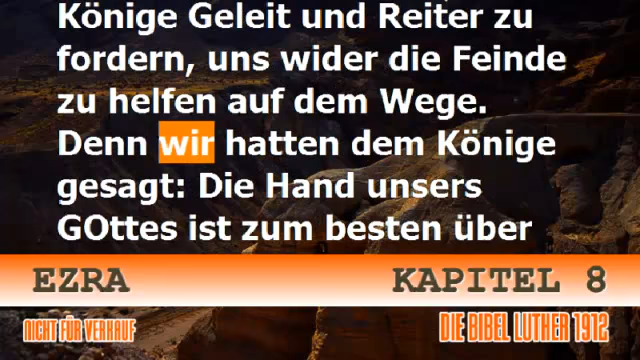 Könige Geleit und Reiter zu
fordern, uns wider die Feinde
zu helfen auf dem Wege.
Denn wir hatten dem Könige
gesagt: Die Hand unsers
GOttes ist zum besten über
EZRA KAPITEL 8
NICHT FÜR VERKAUF DIE BIBEL LUTHER 1912